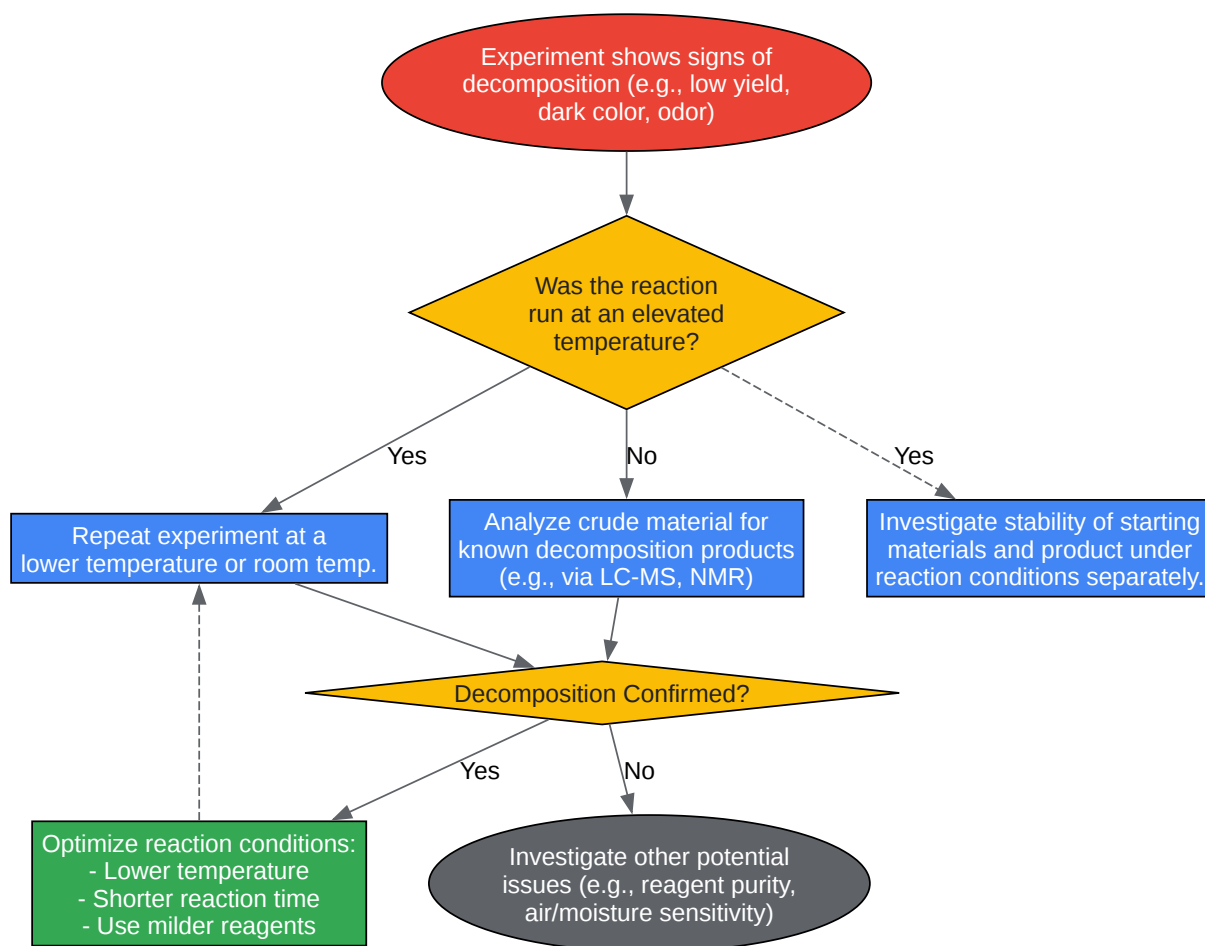 Experiment shows signs of
decomposition (e.g., low yield,
dark color, odor)
Was the reaction
run at an elevated
temperature?
Yes
No
Yes
Repeat experiment at a
lower temperature or room temp.
Analyze crude material for
known decomposition products
(e.g., via LC-MS, NMR)
Investigate stability of starting
materials and product under
reaction conditions separately.
Decomposition Confirmed?
Yes
No
Optimize reaction conditions:
- Lower temperature
- Shorter reaction time
- Use milder reagents
Investigate other potential
issues (e.g., reagent purity,
air/moisture sensitivity)